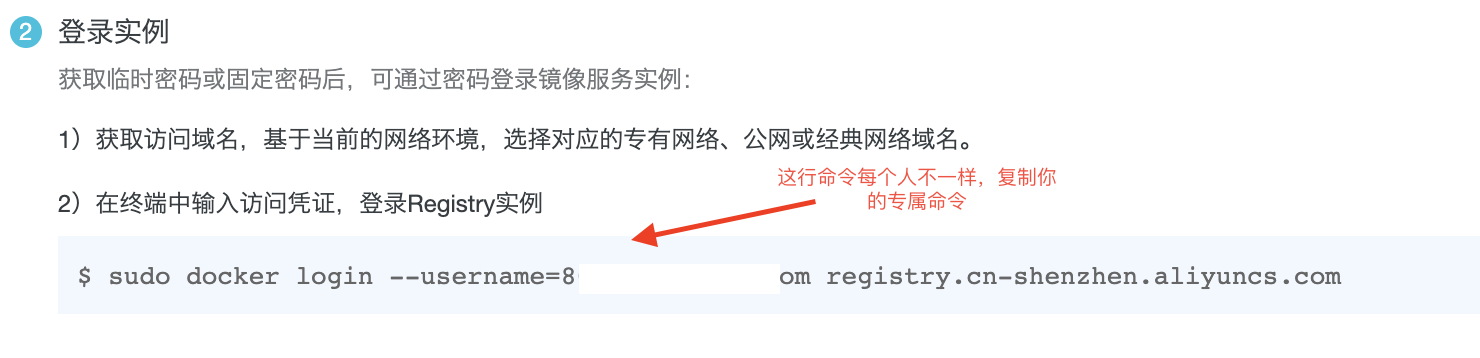 2 登录实例
获取临时密码或固定密码后，可通过密码登录镜像服务实例：
1）获取访问域名，基于当前的网络环境，选择对应的专有网络、公网或经典网络域名。
这行命令每个人不一样，复制你
的专属命令
2）在终端中输入访问凭证，登录Registry实例
$ sudo docker login --username=8 om registry.cn-shenzhen.aliyuncs.com